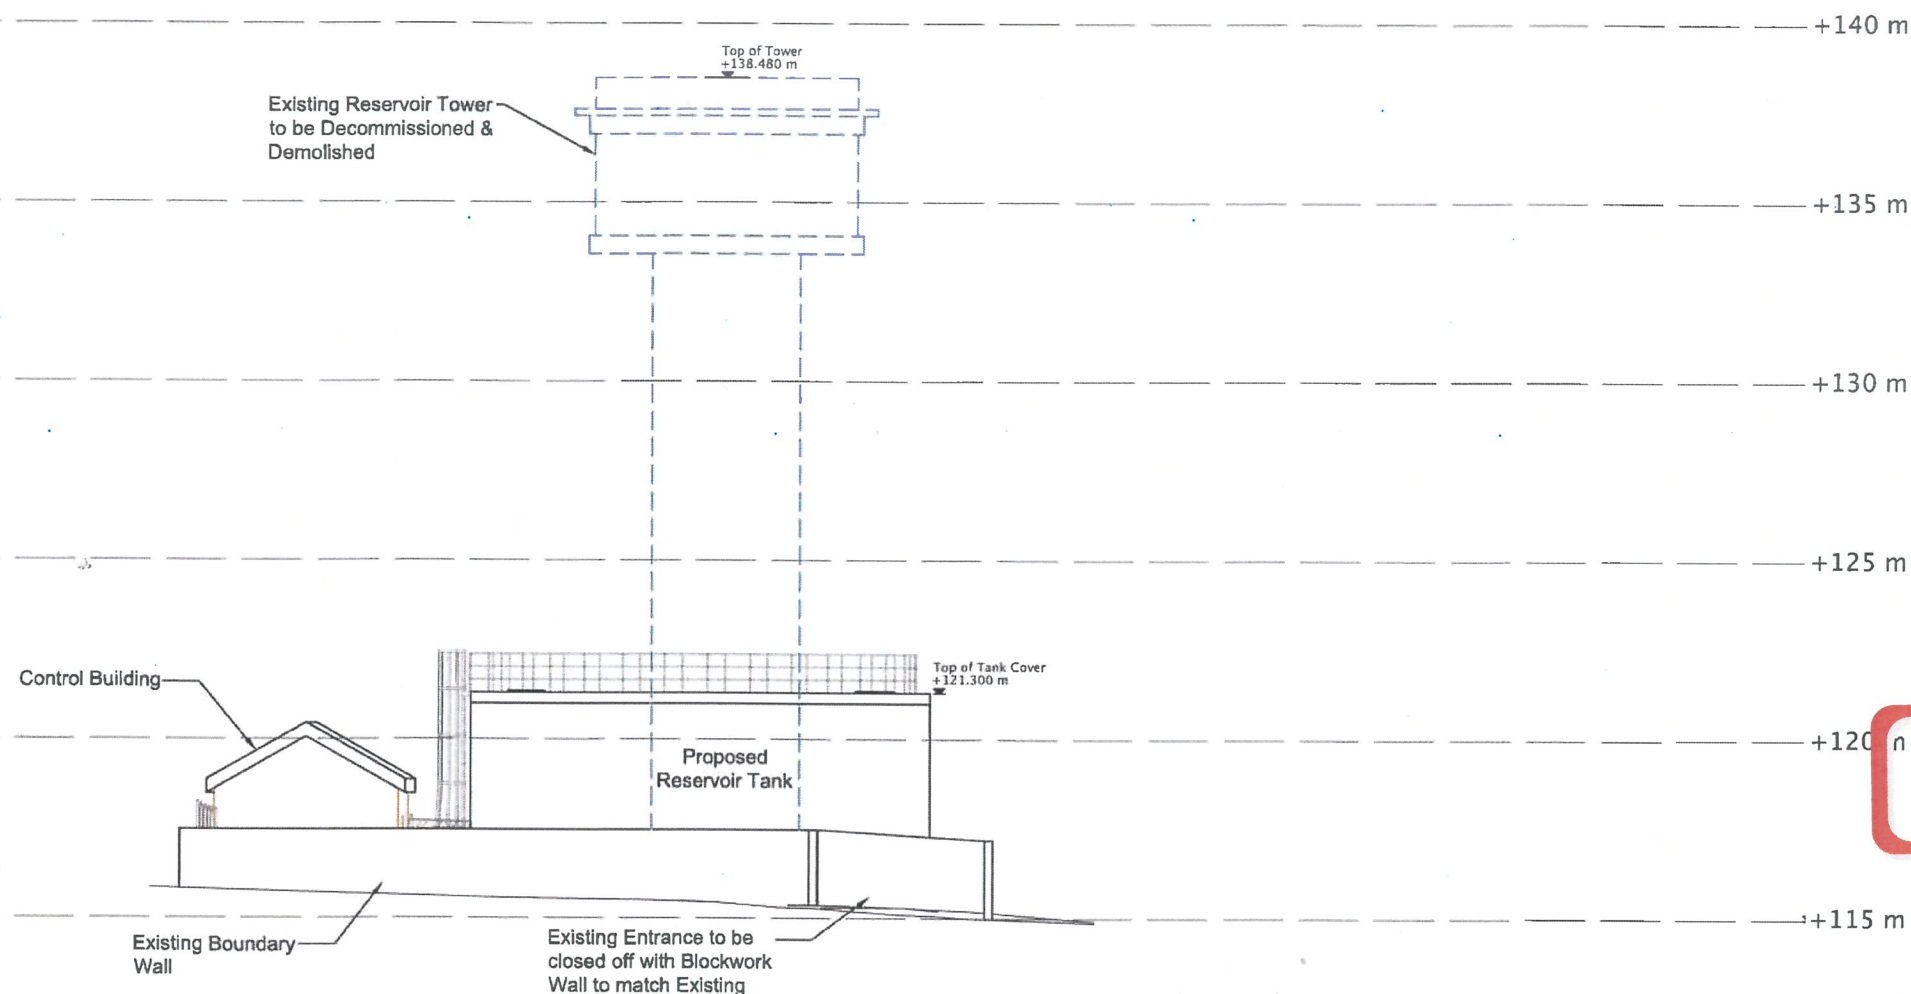 +140 m
Top of Tower
+138.480 m
Existing Reservoir Tower
to be Decommissioned &
Demolished
+135 m
+130 m
+125 m
Control Building
Top of Tank Cover
+121.300 m
+120 m
Proposed
Reservoir Tank
+115 m
Existing Boundary
Wall
Existing Entrance to be
closed off with Blockwork
Wall to match Existing